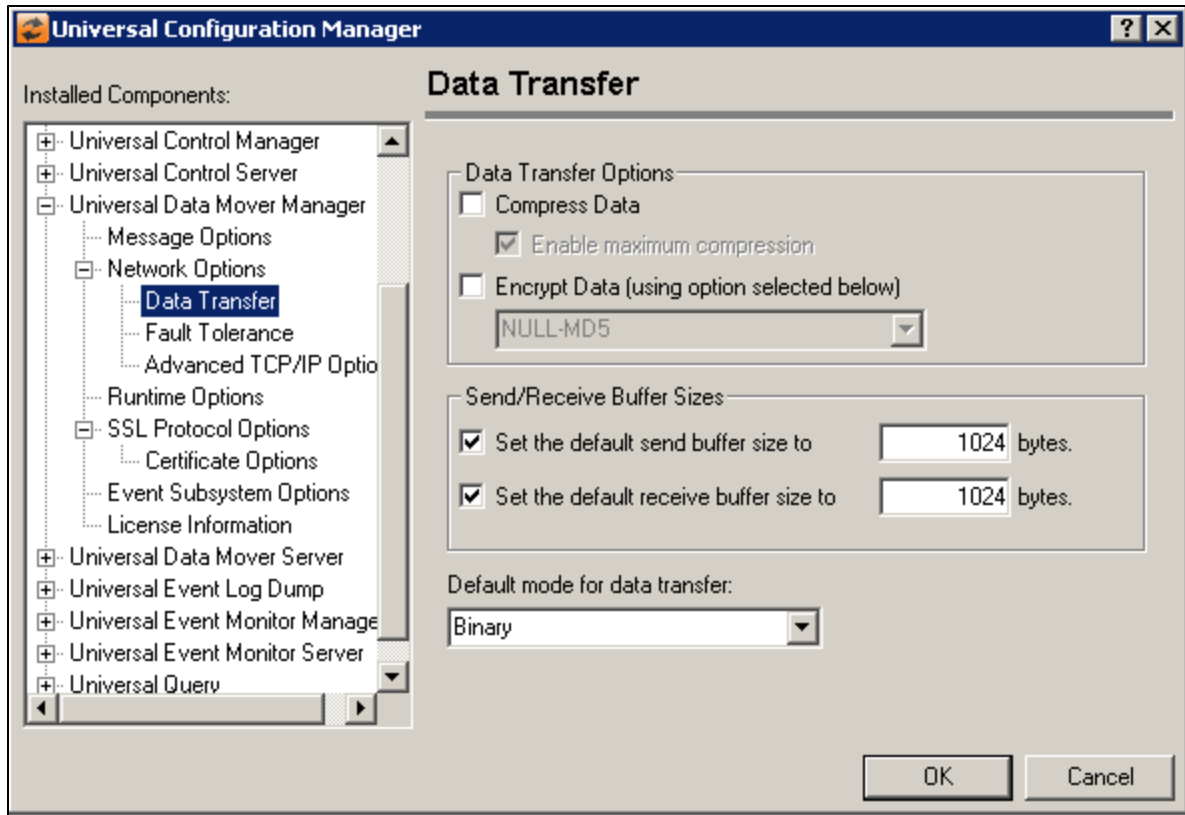 Universal Configuration Manager
Installed Components:
Universal Control Manager
Universal Control Server
Universal Data Mover Manager
Message Options
Network Options
Data Transfer
Fault Tolerance
Advanced TCP/IP Optio
Runtime Options
SSL Protocol Options
Certificate Options
Event Subsystem Options
License Information
Universal Data Mover Server
Universal Event Log Dump
Universal Event Monitor Manage
Universal Event Monitor Server
Universal Query
Data Transfer
Data Transfer Options
Compress Data
Enable maximum compression
Encrypt Data (using option selected below)
NULL-MD5
Send/Receive Buffer Sizes
Set the default send buffer size to 1024 bytes.
Set the default receive buffer size to 1024 bytes.
Default mode for data transfer:
Binary
OK Cancel